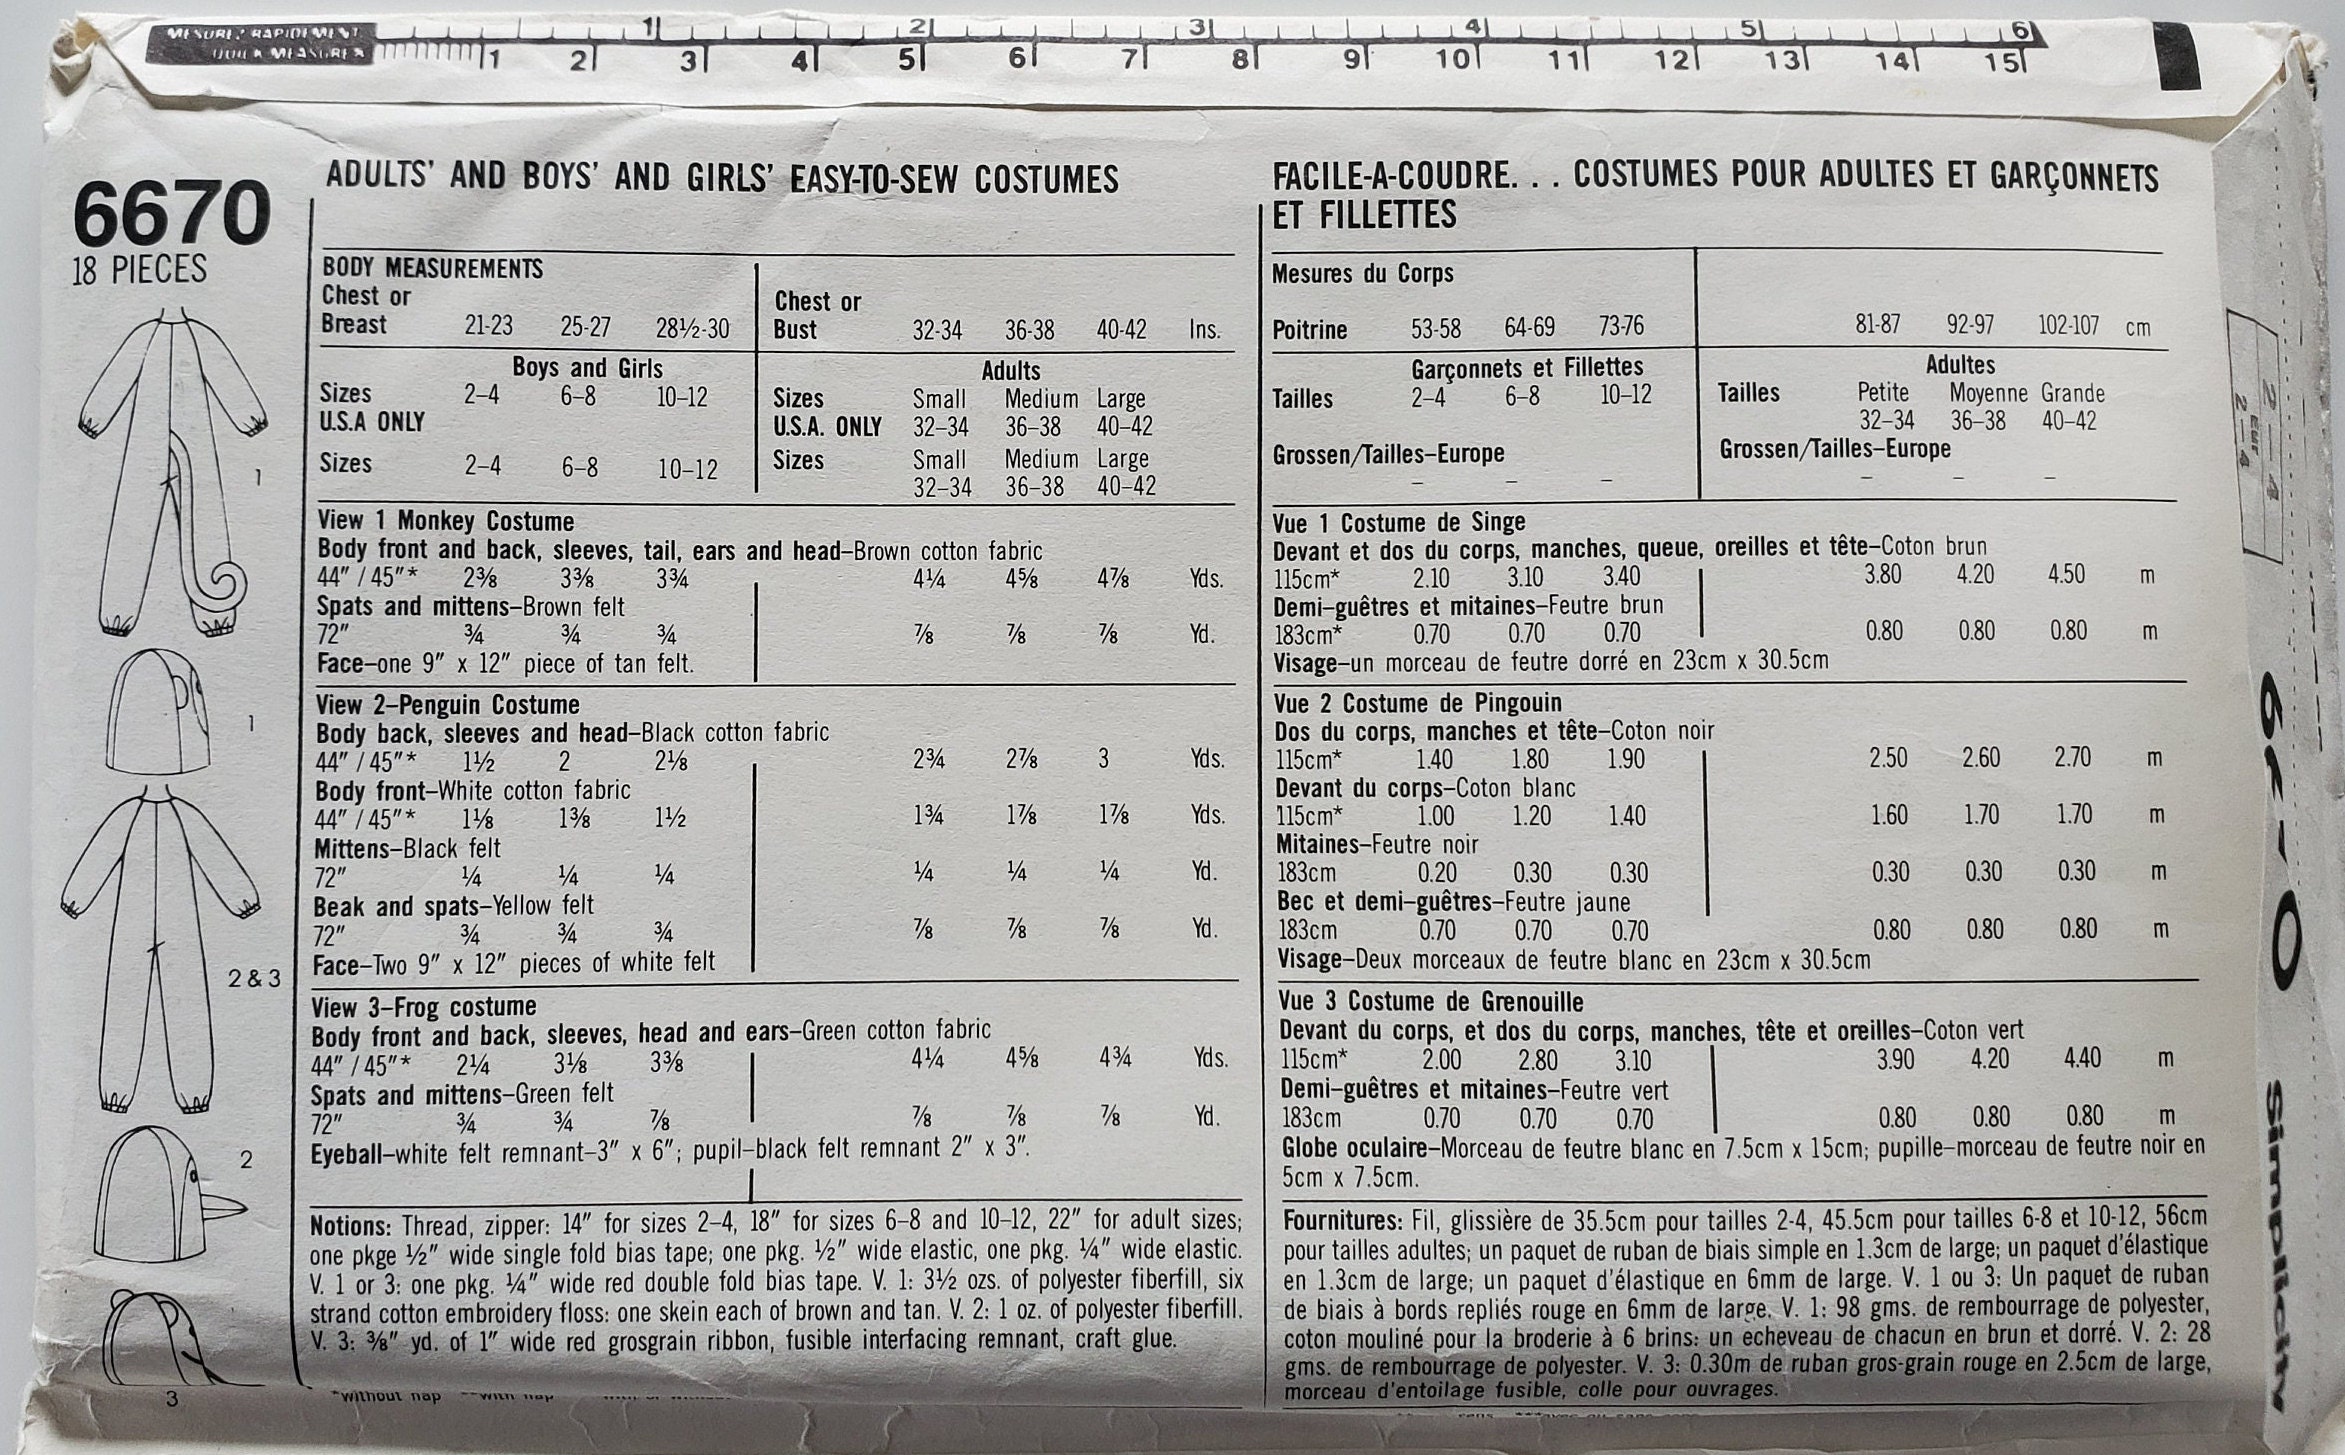 MESURE? RAPIDEMENT
QUICK MEASURE
1 2 3 4 5 6
1 2 3 4 5 6 7 8 9 10 11 12 13 14 15
6670
18 PIECES
1
1
2 & 3
2
3
ADULTS' AND BOYS' AND GIRLS' EASY-TO-SEW COSTUMES
BODY MEASUREMENTS
Chest or
Breast 21-23 25-27 28½-30
Chest or
Bust 32-34 36-38 40-42 Ins.
Boys and Girls
Sizes 2–4 6–8 10–12
U.S.A ONLY
Sizes 2–4 6–8 10–12
Adults
Sizes Small Medium Large
U.S.A. ONLY 32–34 36–38 40–42
Sizes Small Medium Large
32–34 36–38 40–42
View 1 Monkey Costume
Body front and back, sleeves, tail, ears and head–Brown cotton fabric
44″ / 45″* 2⅜ 3⅜ 3¾ 4¼ 4⅝ 4⅞ Yds.
Spats and mittens–Brown felt
72″ ¾ ¾ ¾ ⅞ ⅞ ⅞ Yd.
Face–one 9″ x 12″ piece of tan felt.
View 2–Penguin Costume
Body back, sleeves and head–Black cotton fabric
44″ / 45″* 1½ 2 2⅛ 2¾ 2⅞ 3 Yds.
Body front–White cotton fabric
44″ / 45″* 1⅛ 1⅜ 1½ 1¾ 1⅞ 1⅞ Yds.
Mittens–Black felt
72″ ¼ ¼ ¼ ¼ ¼ ¼ Yd.
Beak and spats–Yellow felt
72″ ¾ ¾ ¾ ⅞ ⅞ ⅞ Yd.
Face–Two 9″ x 12″ pieces of white felt
View 3–Frog costume
Body front and back, sleeves, head and ears–Green cotton fabric
44″ / 45″* 2¼ 3⅛ 3⅜ 4¼ 4⅝ 4¾ Yds.
Spats and mittens–Green felt
72″ ¾ ¾ ⅞ ⅞ ⅞ ⅞ Yd.
Eyeball–white felt remnant–3″ x 6″; pupil–black felt remnant 2″ x 3″.
Notions: Thread, zipper: 14″ for sizes 2–4, 18″ for sizes 6–8 and 10–12, 22″ for adult sizes;
one pkge ½″ wide single fold bias tape; one pkg. ½″ wide elastic, one pkg. ¼″ wide elastic.
V. 1 or 3: one pkg. ¼″ wide red double fold bias tape. V. 1: 3½ ozs. of polyester fiberfill, six
strand cotton embroidery floss: one skein each of brown and tan. V. 2: 1 oz. of polyester fiberfill.
V. 3: ⅜″ yd. of 1″ wide red grosgrain ribbon, fusible interfacing remnant, craft glue.
*without nap **with nap
FACILE-A-COUDRE. . . COSTUMES POUR ADULTES ET GARÇONNETS
ET FILLETTES
Mesures du Corps
Poitrine 53-58 64-69 73-76 81-87 92-97 102-107 cm
Garçonnets et Fillettes
Tailles 2–4 6–8 10–12
Grossen/Tailles–Europe
– – –
Adultes
Tailles Petite Moyenne Grande
32–34 36–38 40–42
Grossen/Tailles–Europe
– – –
Vue 1 Costume de Singe
Devant et dos du corps, manches, queue, oreilles et tête–Coton brun
115cm* 2.10 3.10 3.40 3.80 4.20 4.50 m
Demi–guêtres et mitaines–Feutre brun
183cm* 0.70 0.70 0.70 0.80 0.80 0.80 m
Visage–un morceau de feutre dorré en 23cm x 30.5cm
Vue 2 Costume de Pingouin
Dos du corps, manches et tête–Coton noir
115cm* 1.40 1.80 1.90 2.50 2.60 2.70 m
Devant du corps–Coton blanc
115cm* 1.00 1.20 1.40 1.60 1.70 1.70 m
Mitaines–Feutre noir
183cm 0.20 0.30 0.30 0.30 0.30 0.30 m
Bec et demi–guêtres–Feutre jaune
183cm 0.70 0.70 0.70 0.80 0.80 0.80 m
Visage–Deux morceaux de feutre blanc en 23cm x 30.5cm
Vue 3 Costume de Grenouille
Devant du corps, et dos du corps, manches, tête et oreilles–Coton vert
115cm* 2.00 2.80 3.10 3.90 4.20 4.40 m
Demi–guêtres et mitaines–Feutre vert
183cm 0.70 0.70 0.70 0.80 0.80 0.80 m
Globe oculaire–Morceau de feutre blanc en 7.5cm x 15cm; pupille–morceau de feutre noir en
5cm x 7.5cm.
Fournitures: Fil, glissière de 35.5cm pour tailles 2-4, 45.5cm pour tailles 6-8 et 10-12, 56cm
pour tailles adultes; un paquet de ruban de biais simple en 1.3cm de large; un paquet d'élastique
en 1.3cm de large; un paquet d'élastique en 6mm de large. V. 1 ou 3: Un paquet de ruban
de biais à bords repliés rouge en 6mm de large. V. 1: 98 gms. de rembourrage de polyester,
coton mouliné pour la broderie à 6 brins: un echeveau de chacun en brun et dorré. V. 2: 28
gms. de rembourrage de polyester. V. 3: 0.30m de ruban gros-grain rouge en 2.5cm de large,
morceau d'entoilage fusible, colle pour ouvrages.
2–4
Eur
2–4
Simplicity